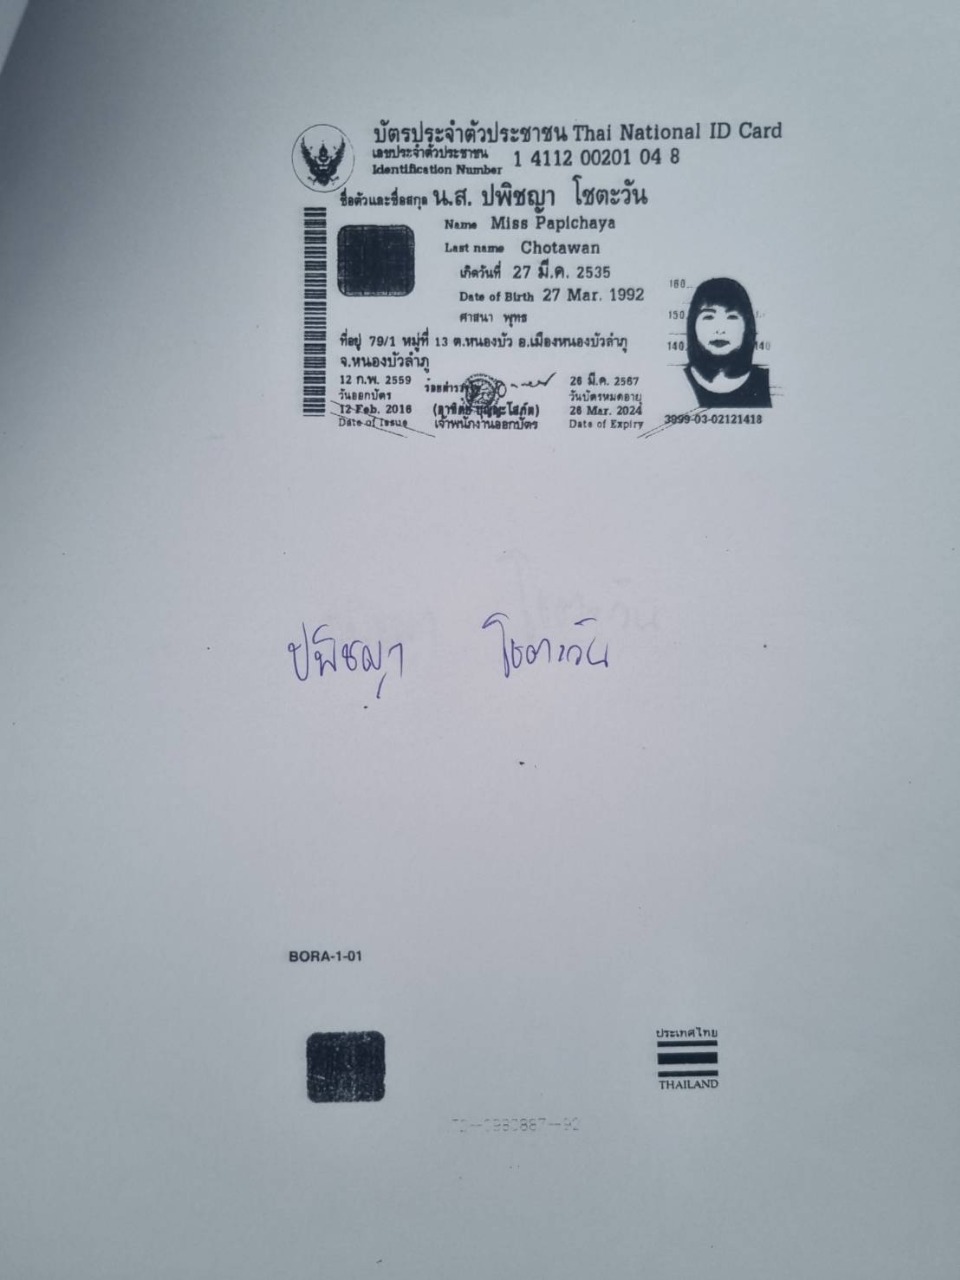 บัตรประจำตัวประชาชน Thai National ID Card
เลขประจำตัวประชาชน
Identification Number
1 4112 00201 04 8
ชื่อตัวและชื่อสกุล น.ส. ปพิชญา โชตะวัน
Name Miss Papichaya
Last name Chotawan
เกิดวันที่ 27 มี.ค. 2535
Date of Birth 27 Mar. 1992
ศาสนา พุทธ
ที่อยู่ 79/1 หมู่ที่ 13 ต.หนองบัว อ.เมืองหนองบัวลำภู
จ.หนองบัวลำภู
12 ก.พ. 2559
วันออกบัตร
12 Feb. 2016
Date of Issue
เจ้าพนักงานออกบัตร
26 มี.ค. 2567
วันบัตรหมดอายุ
26 Mar. 2024
Date of Expiry
180
150
140
140
3999-03-02121418
ปพิชญา โชตะวัน
BORA-1-01
ประเทศไทย
THAILAND